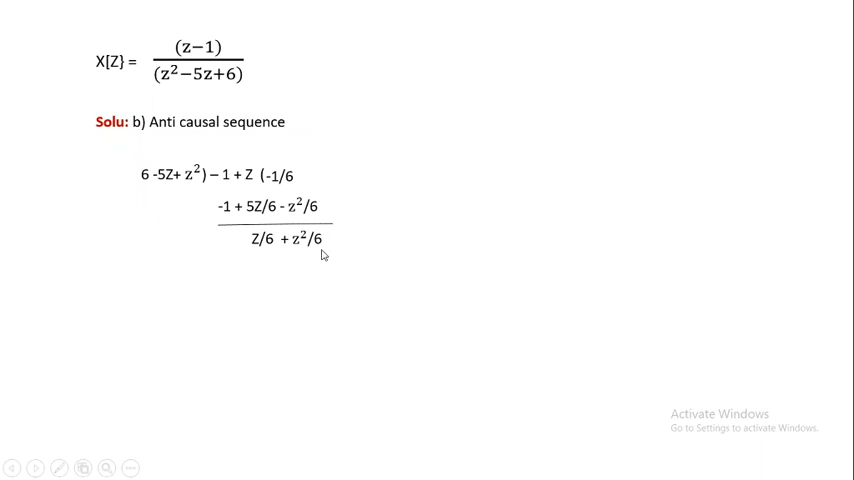 X[Z} = (z−1)
(z²−5z+6)
Solu: b) Anti causal sequence
6 -5Z+ z² ) – 1 + Z ( -1/6
-1 + 5Z/6 - z²/6
Z/6 + z²/6
Activate Windows
Go to Settings to activate Windows.